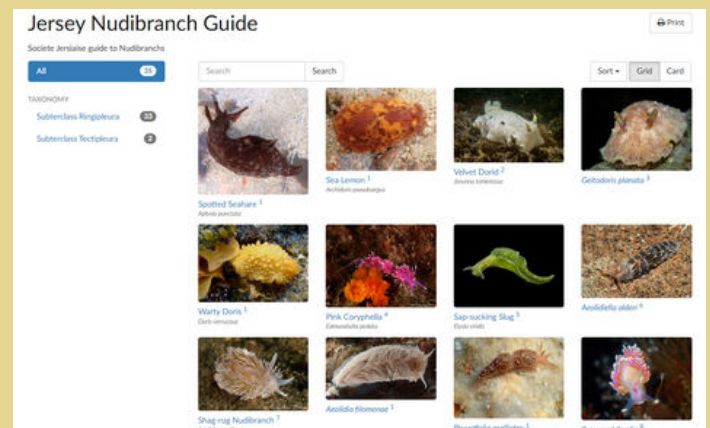 Jersey Nudibranch Guide
Print
Societe Jersiaise guide to Nudibranchs
All 35
Search
Search
Sort
Grid
Card
TAXONOMY
Subterclass Ringipleura 33
Subterclass Tectipleura 2
Spotted Seahare 1
Aplysia punctata
Sea Lemon 1
Archidoris pseudoargus
Velvet Dorid 2
Jorunna tomentosa
Geitodoris planata 3
Warty Doris 1
Doris verrucosa
Pink Coryphella 4
Edmundsella pedata
Sap-sucking Slug 5
Elysia viridis
Aeolidiella alderi 6
Shag-rug Nudibranch 7
Aeolidia filomenae 1